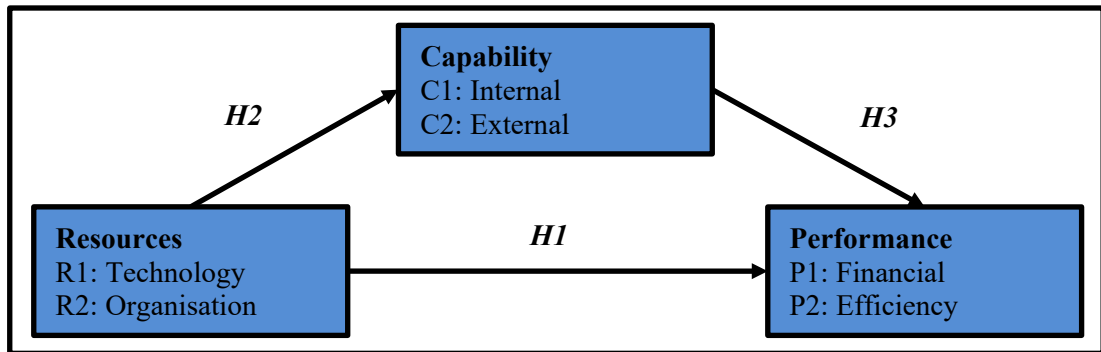 Capability
C1: Internal
C2: External
H2
H3
H1
Resources
R1: Technology
R2: Organisation
Performance
P1: Financial
P2: Efficiency